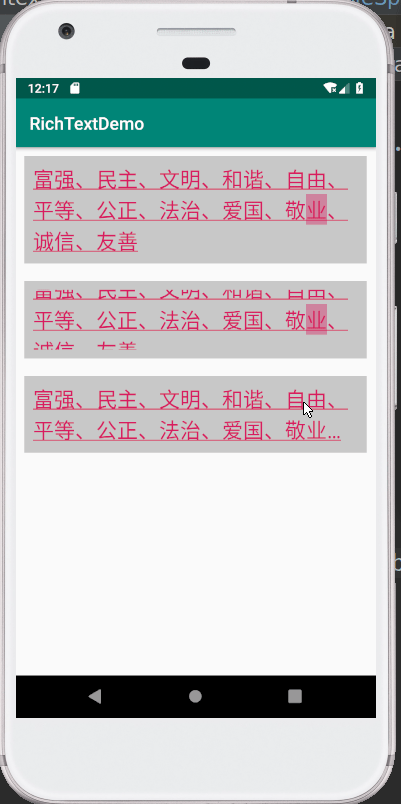 12:17
RichTextDemo
富强、民主、文明、和谐、自由、
平等、公正、法治、爱国、敬业、
诚信、友善
富强、民主、文明、和谐、自由、
平等、公正、法治、爱国、敬业、
诚信、友善
富强、民主、文明、和谐、自由、
平等、公正、法治、爱国、敬业...